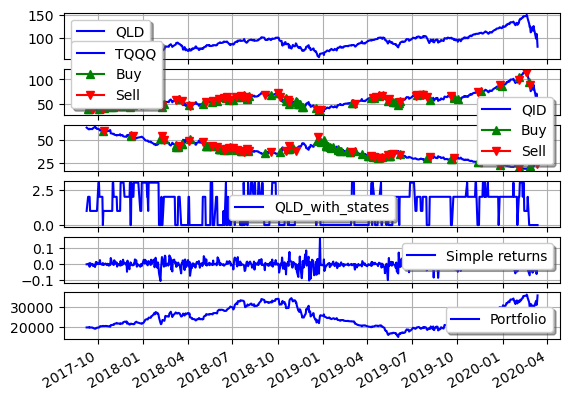 150
QLD
100
TQQQ
100
Buy
50
Sell
QID
50
Buy
25
Sell
2.5
QLD_with_states
0.0
0.1
Simple returns
0.0
−0.1
30000
Portfolio
20000
2017-10 2018-01 2018-04 2018-07 2018-10 2019-01 2019-04 2019-07 2019-10 2020-01 2020-04